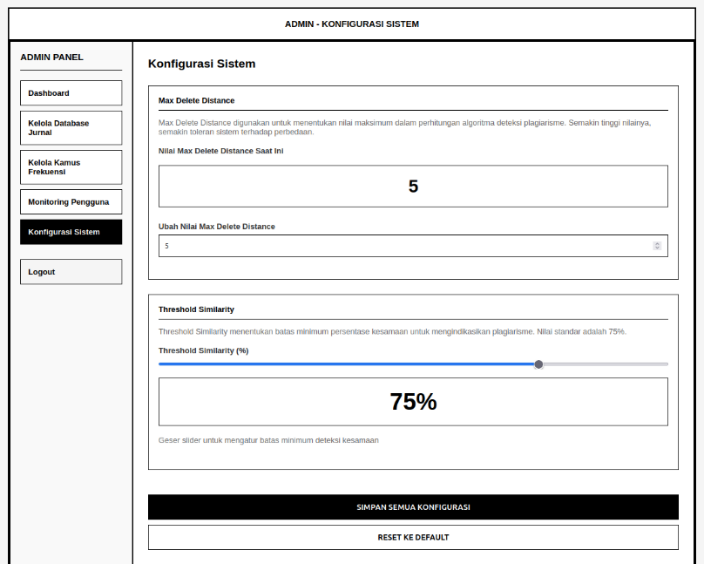 ADMIN - KONFIGURASI SISTEM
ADMIN PANEL
Dashboard
Kelola Database
Jurnal
Kelola Kamus
Frekuensi
Monitoring Pengguna
Konfigurasi Sistem
Logout
Konfigurasi Sistem
Max Delete Distance
Max Delete Distance digunakan untuk menentukan nilai maksimum dalam perhitungan algoritma deteksi plagiarisme. Semakin tinggi nilainya,
semakin toleran sistem terhadap perbedaan.
Nilai Max Delete Distance Saat Ini
5
Ubah Nilai Max Delete Distance
5
Threshold Similarity
Threshold Similarity menentukan batas minimum persentase kesamaan untuk mengindikasikan plagiarisme. Nilai standar adalah 75%.
Threshold Similarity (%)
75%
Geser slider untuk mengatur batas minimum deteksi kesamaan
SIMPAN SEMUA KONFIGURASI
RESET KE DEFAULT